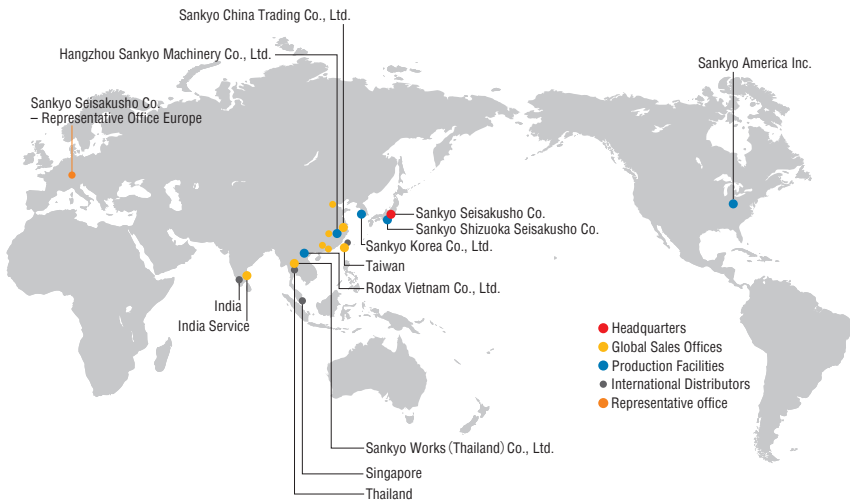 Sankyo China Trading Co., Ltd.
Hangzhou Sankyo Machinery Co., Ltd.
Sankyo America Inc.
Sankyo Seisakusho Co.
– Representative Office Europe
Sankyo Seisakusho Co.
Sankyo Shizuoka Seisakusho Co.
Sankyo Korea Co., Ltd.
Taiwan
Rodax Vietnam Co., Ltd.
India
India Service
Headquarters
Global Sales Offices
Production Facilities
International Distributors
Representative office
Sankyo Works (Thailand) Co., Ltd.
Singapore
Thailand